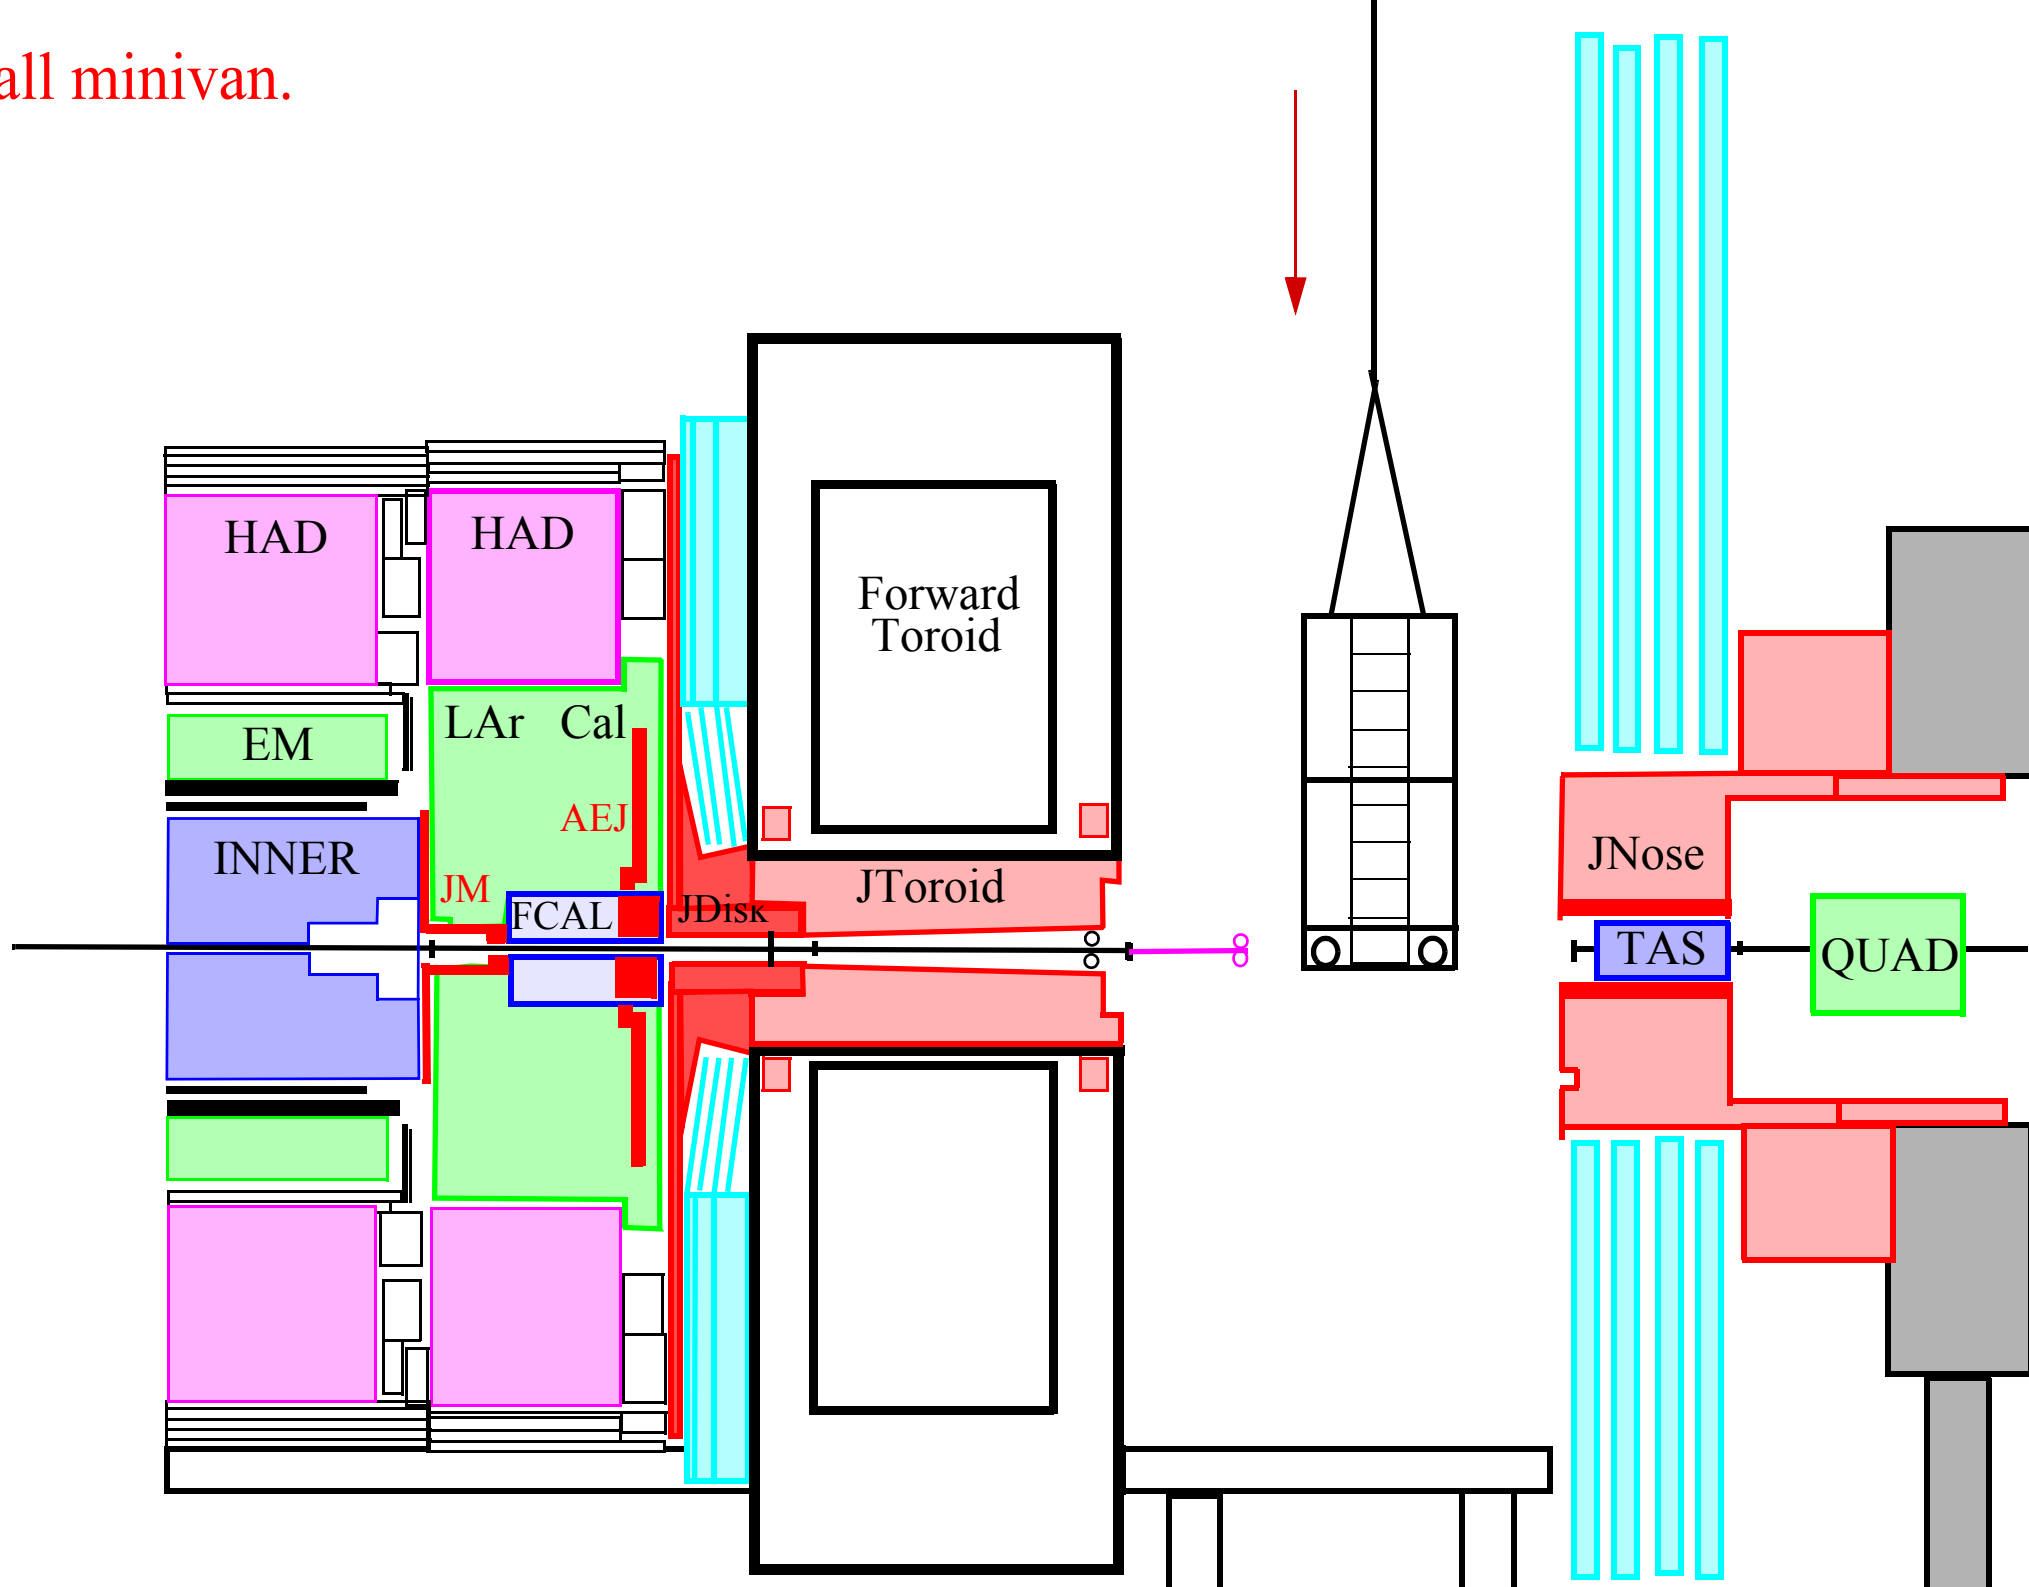 all minivan.
HAD
HAD
Forward
Toroid
LAr Cal
EM
AEJ
INNER
JM
FCAL
JDisk
JToroid
JNose
TAS
QUAD